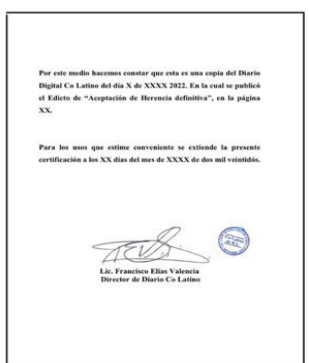 Por este medio hacemos constar que esta es una copia del Diario
Digital Co Latino del día X de XXXX 2022. En la cual se publicó
el Edicto de “Aceptación de Herencia definitiva”, en la página
XX.
Para los usos que estime conveniente se extiende la presente
certificación a los XX días del mes de XXXX de dos mil veintidós.
Lic. Francisco Elías Valencia
Director de Diario Co Latino